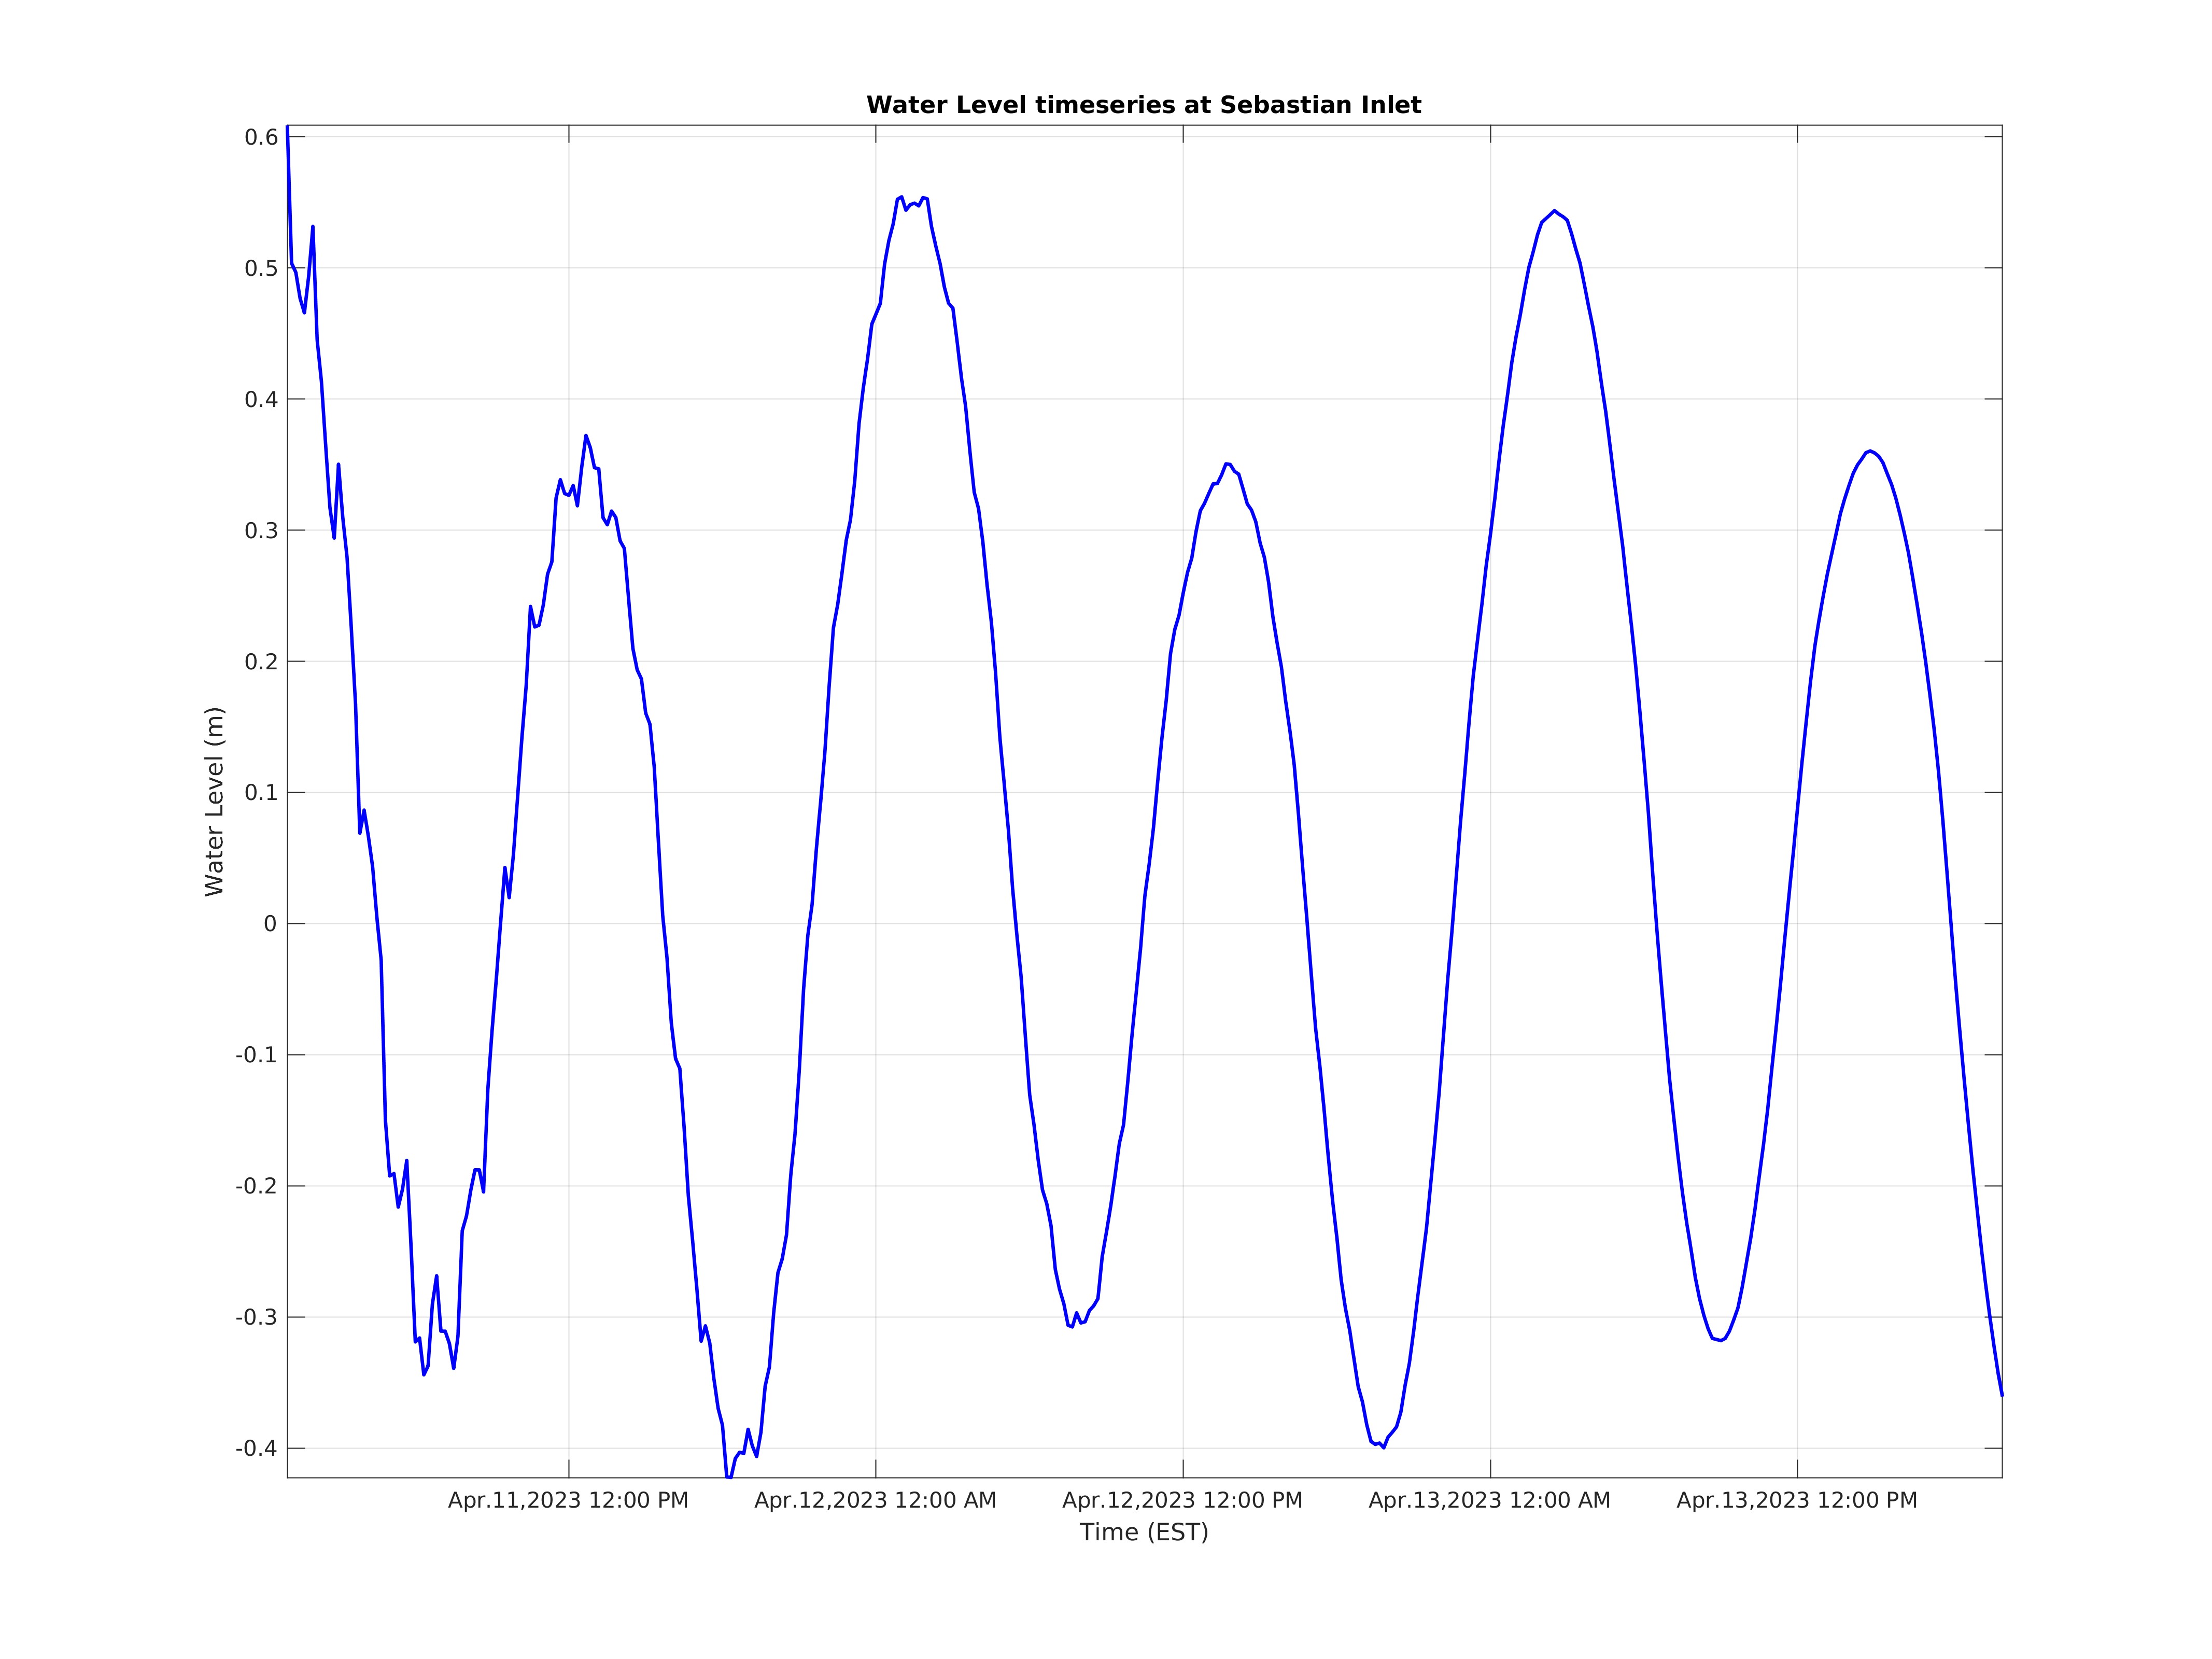 Water Level timeseries at Sebastian Inlet
0.6
0.5
0.4
0.3
0.2
0.1
0
-0.1
-0.2
-0.3
-0.4
Water Level (m)
Apr.11,2023 12:00 PM
Apr.12,2023 12:00 AM
Apr.12,2023 12:00 PM
Apr.13,2023 12:00 AM
Apr.13,2023 12:00 PM
Time (EST)